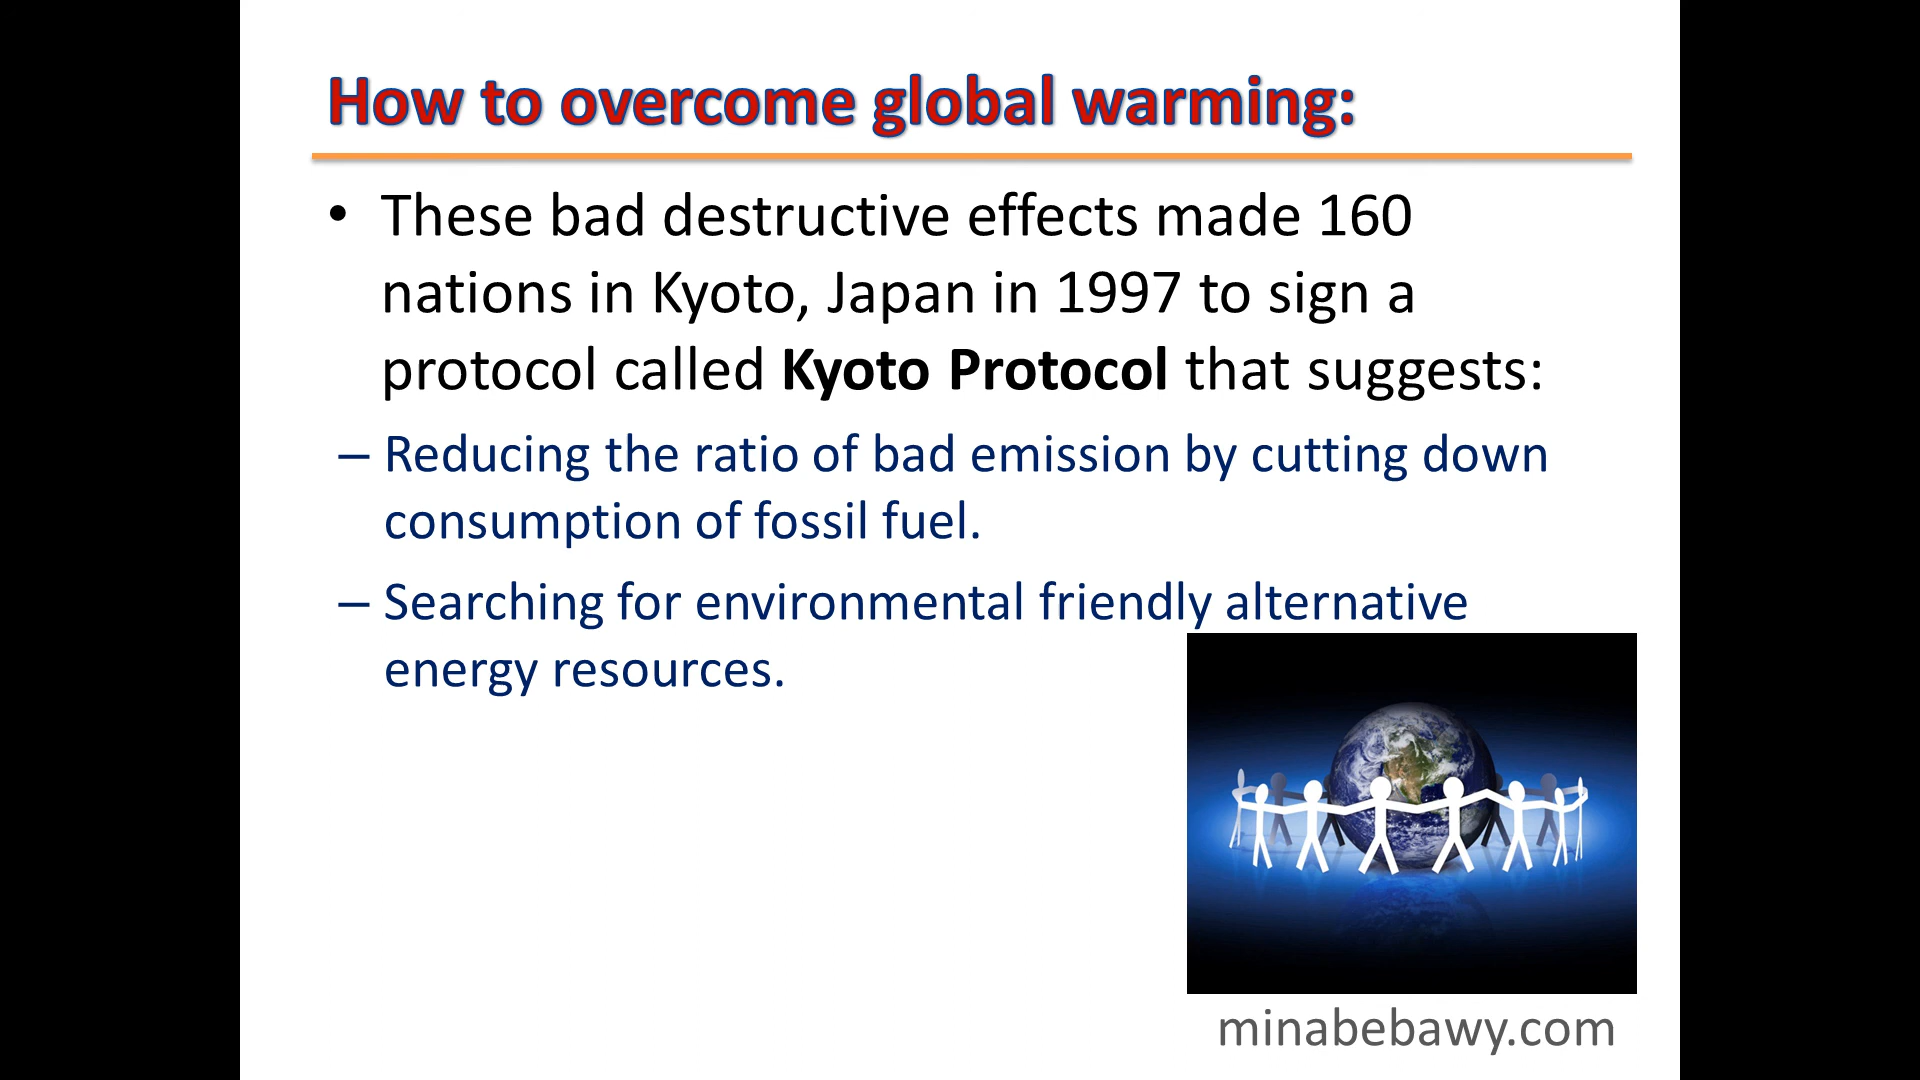 How to overcome global warming:
• These bad destructive effects made 160
nations in Kyoto, Japan in 1997 to sign a
protocol called Kyoto Protocol that suggests:
– Reducing the ratio of bad emission by cutting down
consumption of fossil fuel.
– Searching for environmental friendly alternative
energy resources.
minabebawy.com